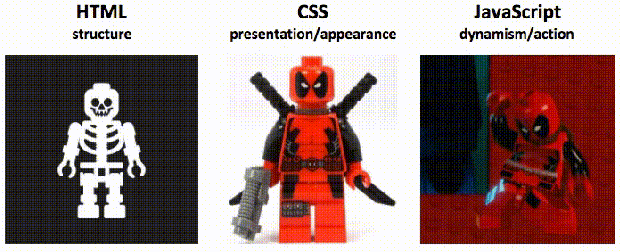 HTML
structure
CSS
presentation/appearance
JavaScript
dynamism/action